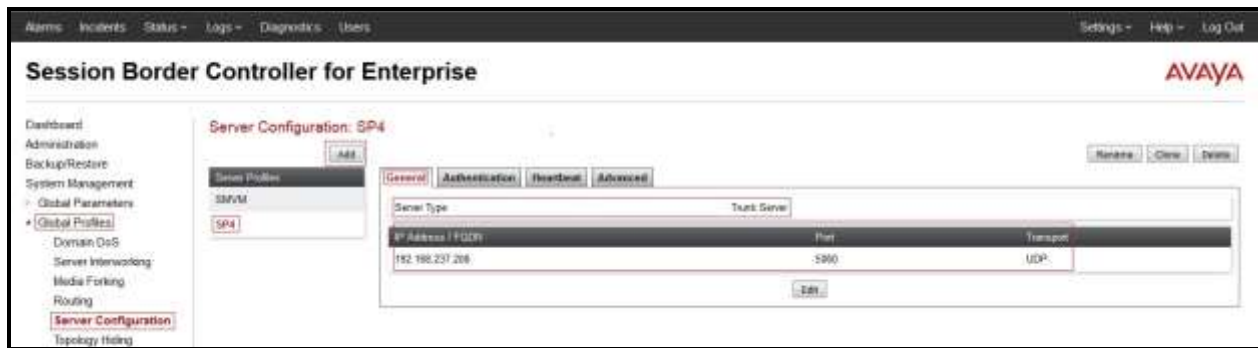 Alarms Incidents Status Logs Diagnostics Users Settings Help Log Out
Session Border Controller for Enterprise
AVAYA
Dashboard
Administration
Backup/Restore
System Management
Global Parameters
Global Profiles
Domain DoS
Server Interworking
Media Forking
Routing
Server Configuration
Topology Hiding
Server Configuration: SP4
Add
Rename Clone Delete
Server Profiles
SMVM
SP4
General Authentication Heartbeat Advanced
Server Type Trunk Server
IP Address / FQDN Port Transport
192.168.237.206 5060 UDP
Edit